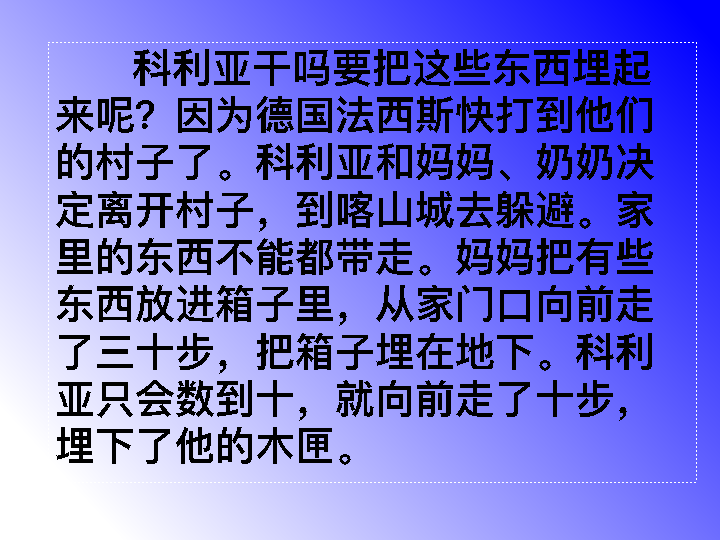 科利亚干吗要把这些东西埋起
来呢？因为德国法西斯快打到他们
的村子了。科利亚和妈妈、奶奶决
定离开村子，到喀山城去躲避。家
里的东西不能都带走。妈妈把有些
东西放进箱子里，从家门口向前走
了三十步，把箱子埋在地下。科利
亚只会数到十，就向前走了十步，
埋下了他的木匣。